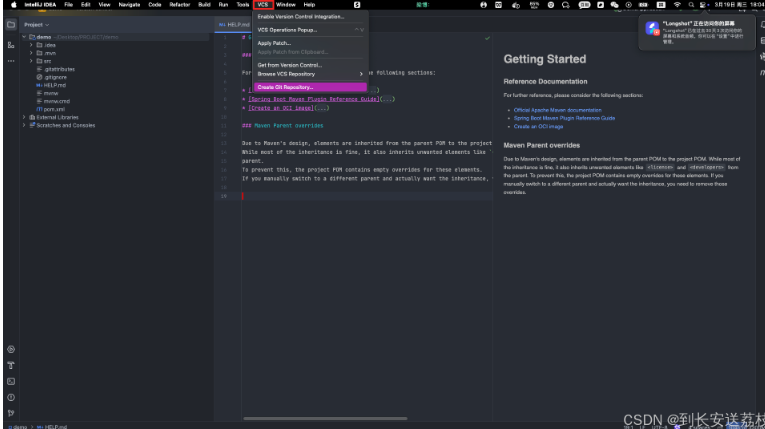 IntelliJ IDEA File Edit View Navigate Code Refactor Build Run Tools VCS Window Help
3月19日 周三 18:04
Project
HELP.md
Enable Version Control Integration...
VCS Operations Popup...
Apply Patch...
Apply Patch from Clipboard...
Get from Version Control...
Browse VCS Repository
Create Git Repository...
"Longshot" 正在访问你的屏幕
demo ~/Desktop/PROJECT/demo
.idea
.mvn
src
.gitattributes
.gitignore
HELP.md
mvnw
mvnw.cmd
pom.xml
External Libraries
Scratches and Consoles
following sections:
* [Spring Boot Maven Plugin Reference Guide](...)
* [Create an OCI image](...)
### Maven Parent overrides
Due to Maven's design, elements are inherited from the parent POM to the project
While most of the inheritance is fine, it also inherits unwanted elements like
parent.
To prevent this, the project POM contains empty overrides for these elements.
If you manually switch to a different parent and actually want the inheritance,
Getting Started
Reference Documentation
For further reference, please consider the following sections:
• Official Apache Maven documentation
• Spring Boot Maven Plugin Reference Guide
• Create an OCI image
Maven Parent overrides
Due to Maven's design, elements are inherited from the parent POM to the project POM. While most of
the inheritance is fine, it also inherits unwanted elements like <license> and <developers> from
the parent. To prevent this, the project POM contains empty overrides for these elements. If you
manually switch to a different parent and actually want the inheritance, you need to remove those
overrides.
demo > HELP.md
CSDN @到长安送荔枝